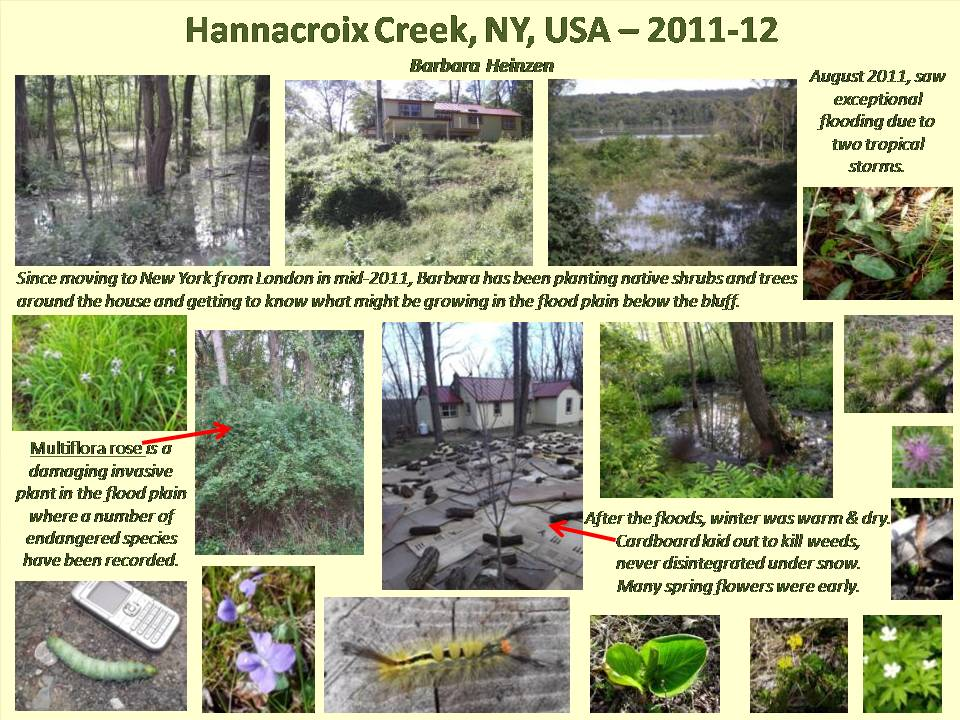 Hannacroix Creek, NY, USA – 2011-12
Barbara Heinzen
August 2011, saw
exceptional
flooding due to
two tropical
storms.
Since moving to New York from London in mid-2011, Barbara has been planting native shrubs and trees
around the house and getting to know what might be growing in the flood plain below the bluff.
Multiflora rose is a
damaging invasive
plant in the flood plain
where a number of
endangered species
have been recorded.
After the floods, winter was warm & dry.
Cardboard laid out to kill weeds,
never disintegrated under snow.
Many spring flowers were early.